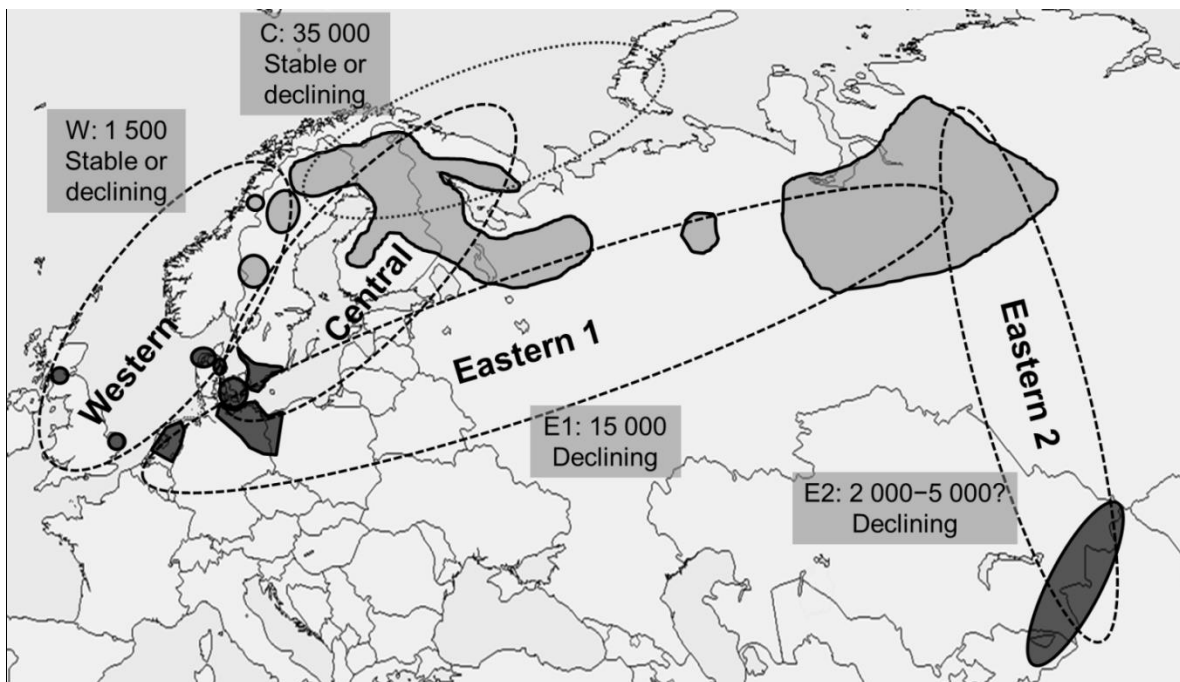 C: 35 000
Stable or
declining
W: 1 500
Stable or
declining
Western
Central
Eastern 1
Eastern 2
E1: 15 000
Declining
E2: 2 000–5 000?
Declining